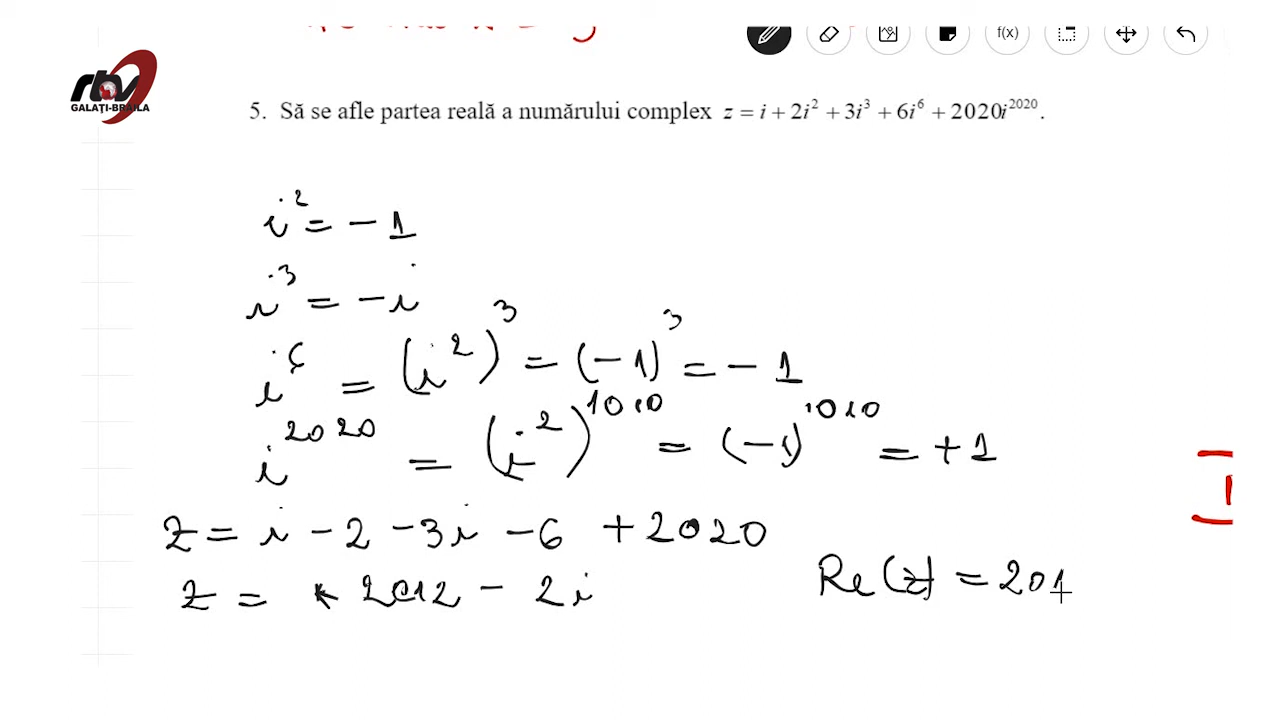 f(x)
rtv
GALAȚI-BRĂILA
5. Să se afle partea reală a numărului complex z = i + 2i² + 3i³ + 6i⁶ + 2020i²⁰²⁰.
i² = -1
i³ = -i
i⁶ = (i²)³ = (-1)³ = -1
i²⁰²⁰ = (i²)¹⁰¹⁰ = (-1)¹⁰¹⁰ = +1
z = i - 2 - 3i - 6 + 2020
z = 2012 - 2i
Re(z) = 201